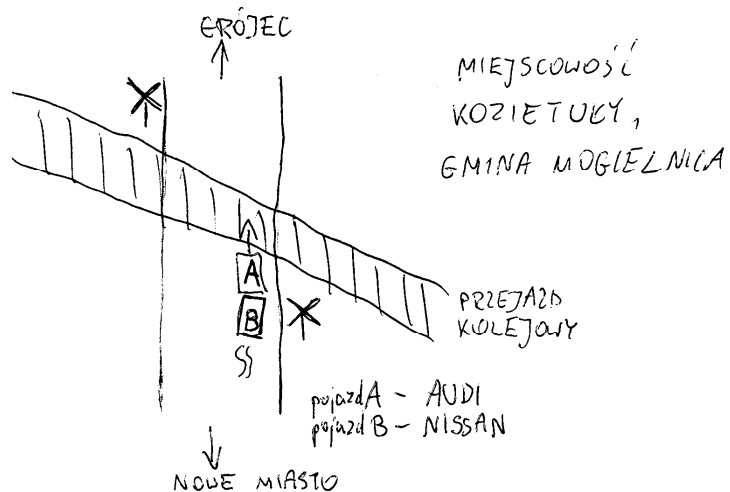 GRÓJEC
MIEJSCOWOŚĆ
KOZIETUŁY,
GMINA MOGIELNICA
A
B
PRZEJAZD
KOLEJOWY
pojazd A - AUDI
pojazd B - NISSAN
NOWE MIASTO